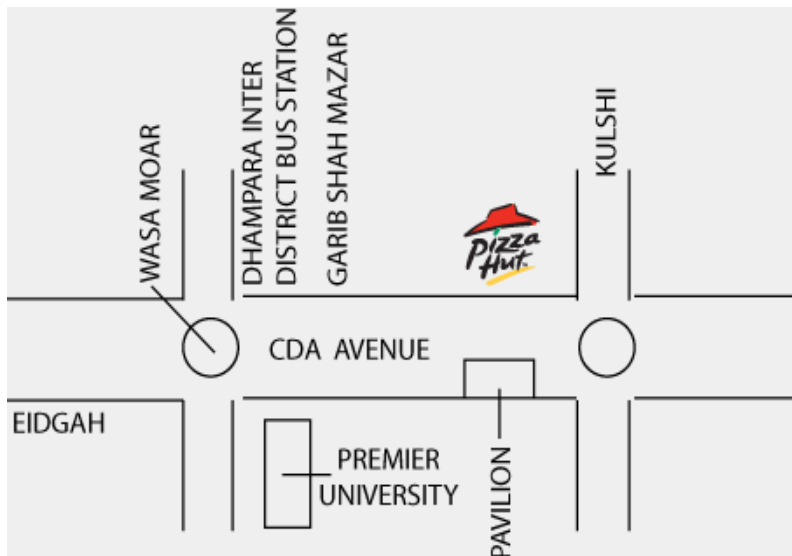 WASA MOAR
DHAMPARA INTER
DISTRICT BUS STATION
GARIB SHAH MAZAR
Pizza
Hut
KULSHI
CDA AVENUE
EIDGAH
PREMIER
UNIVERSITY
PAVILION